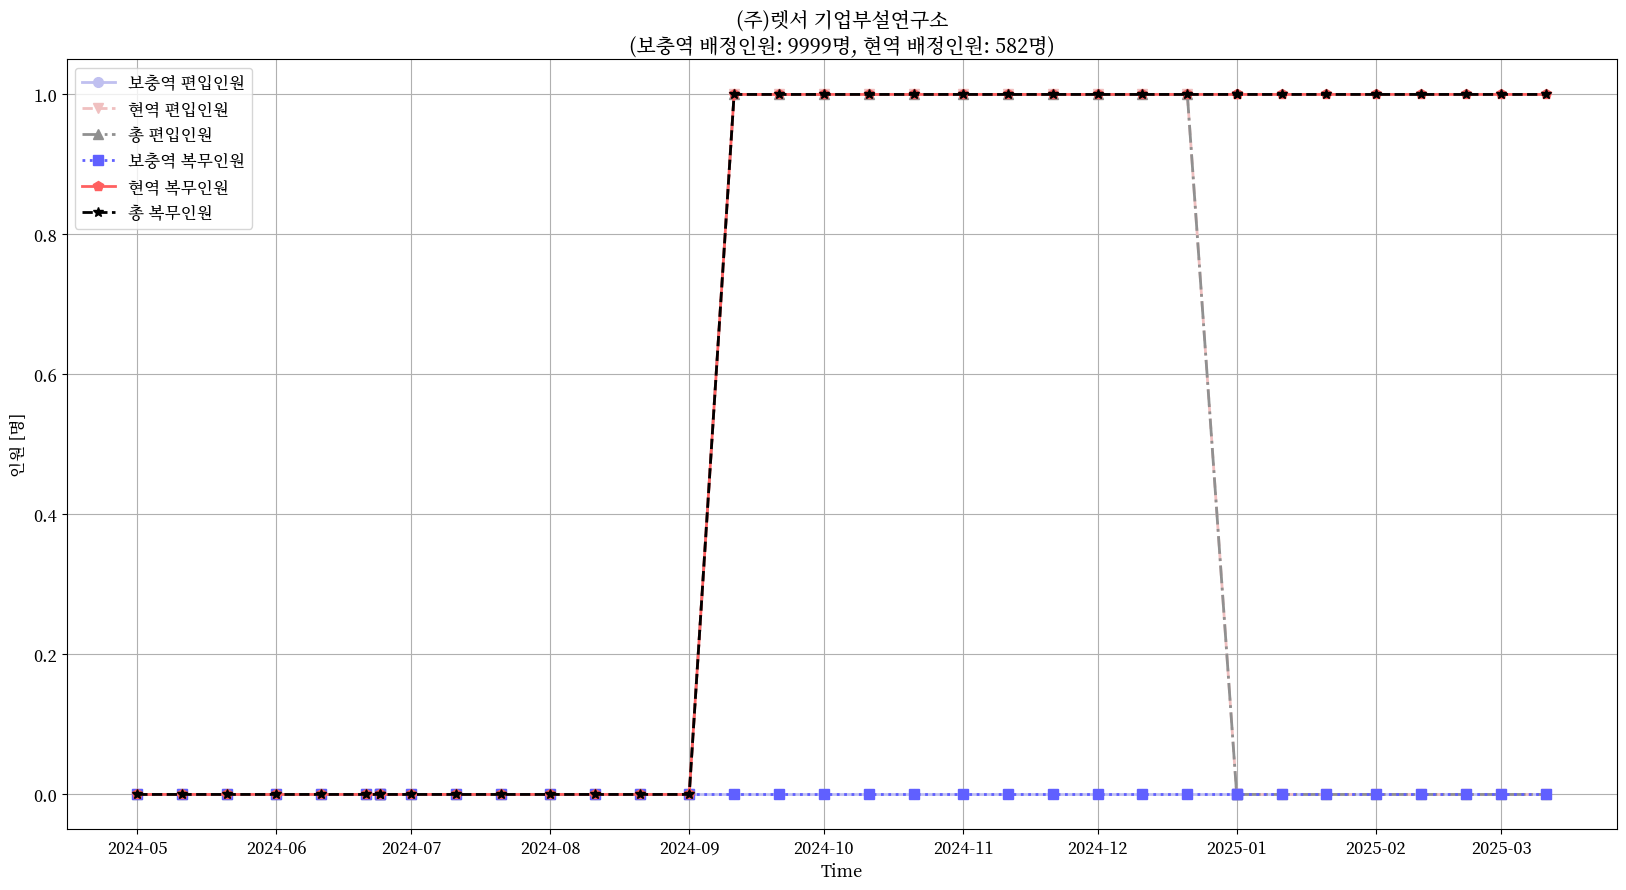 (주)렛서 기업부설연구소
(보충역 배정인원: 9999명, 현역 배정인원: 582명)
보충역 편입인원
현역 편입인원
총 편입인원
보충역 복무인원
현역 복무인원
총 복무인원
1.0
0.8
0.6
0.4
0.2
0.0
인원 [명]
2024-05 2024-06 2024-07 2024-08 2024-09 2024-10 2024-11 2024-12 2025-01 2025-02 2025-03
Time